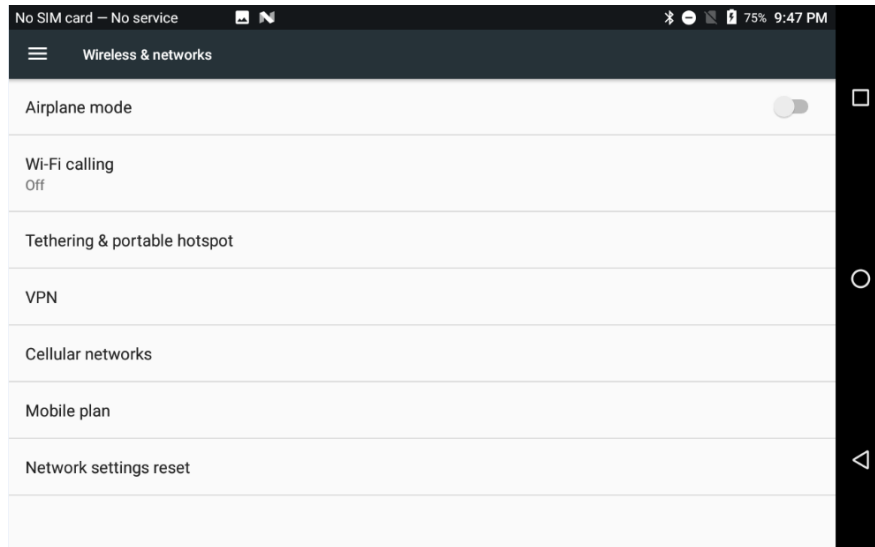 No SIM card — No service
75% 9:47 PM
Wireless & networks
Airplane mode
Wi-Fi calling
Off
Tethering & portable hotspot
VPN
Cellular networks
Mobile plan
Network settings reset